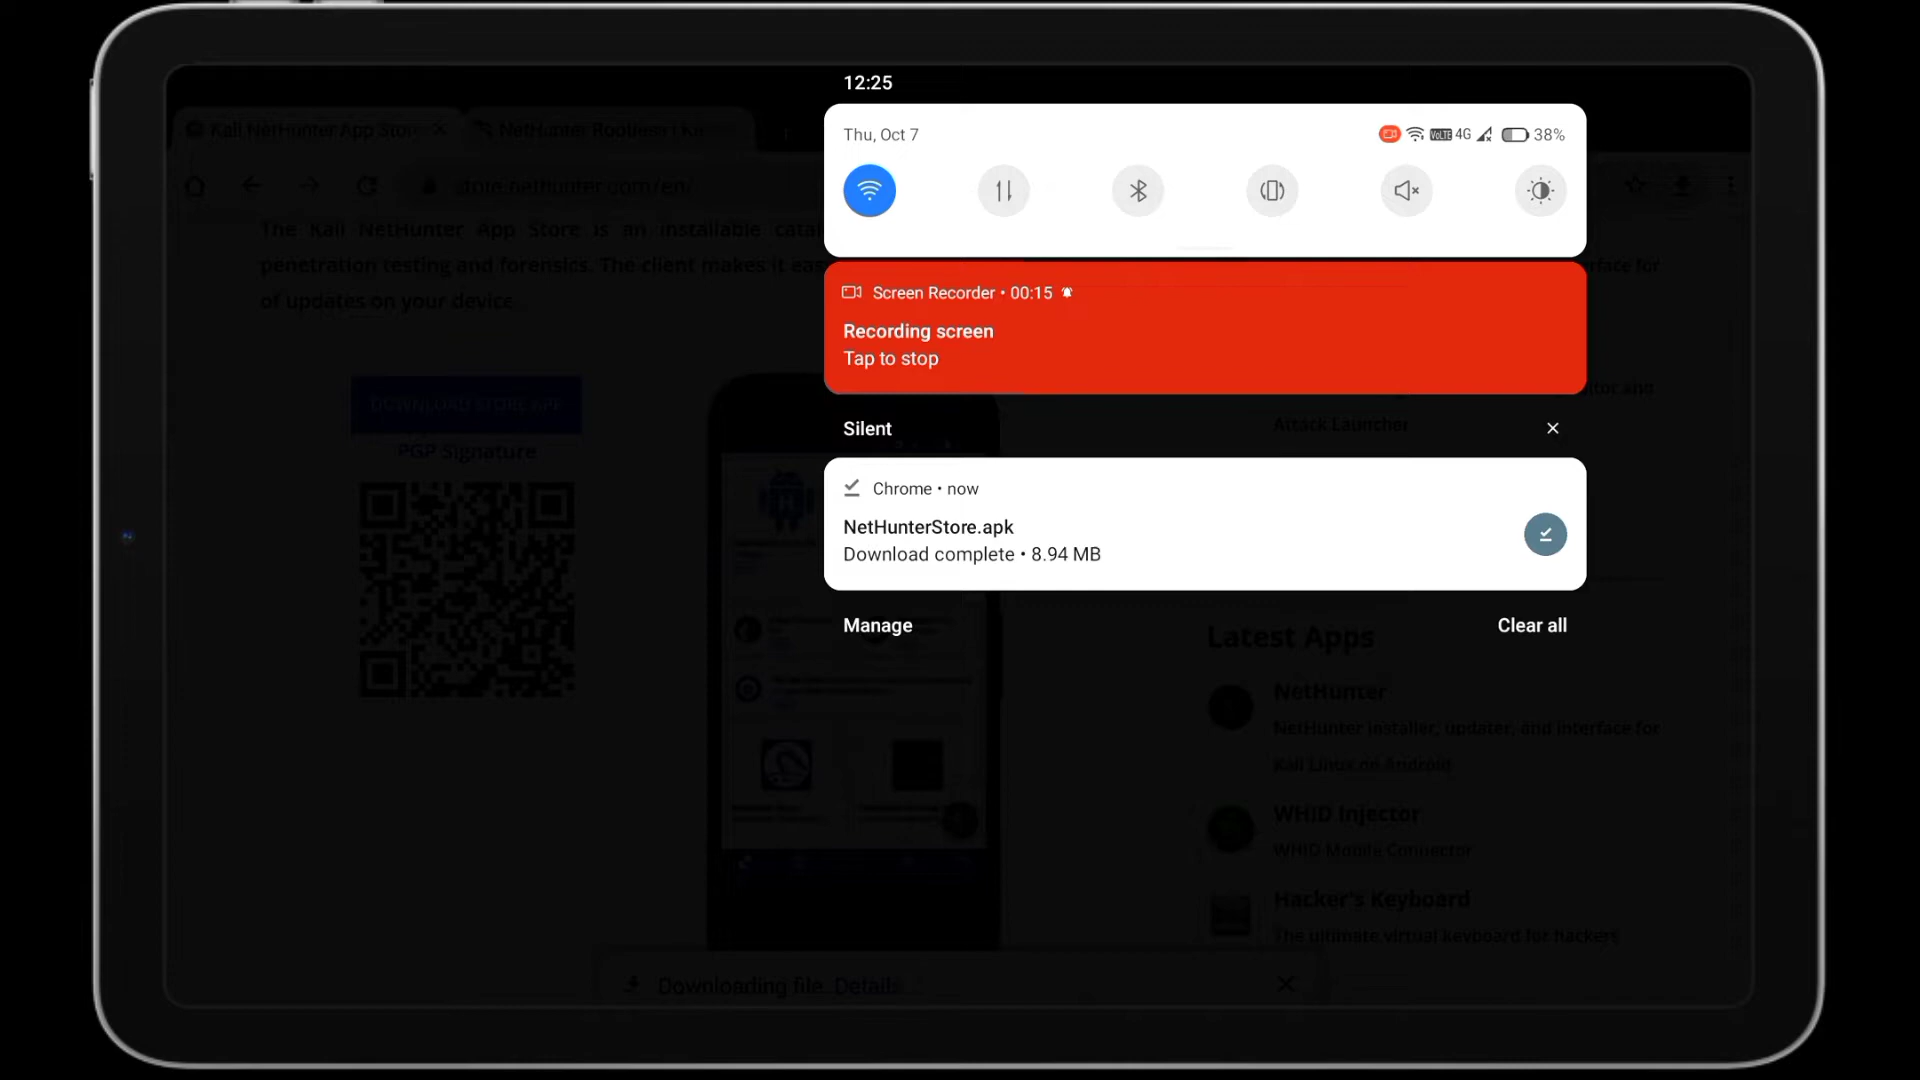 12:25
Thu, Oct 7
VoLTE 4G 38%
Screen Recorder • 00:15
Recording screen
Tap to stop
Silent
Chrome • now
NetHunterStore.apk
Download complete • 8.94 MB
Manage
Clear all
Kali NetHunter App Store
NetHunter Rootless
store.nethunter.com/en/
The Kali NetHunter App Store is an installable
penetration testing and forensics. The client makes it
of updates on your device
DOWNLOAD STORE APP
PGP Signature
Attack Launcher
Latest Apps
NetHunter
NetHunter installer, updater, and interface for
Kali Linux on Android
WHID Injector
WHID Mobile Connector
Hacker's Keyboard
The ultimate virtual keyboard for hackers
Downloading file. Details